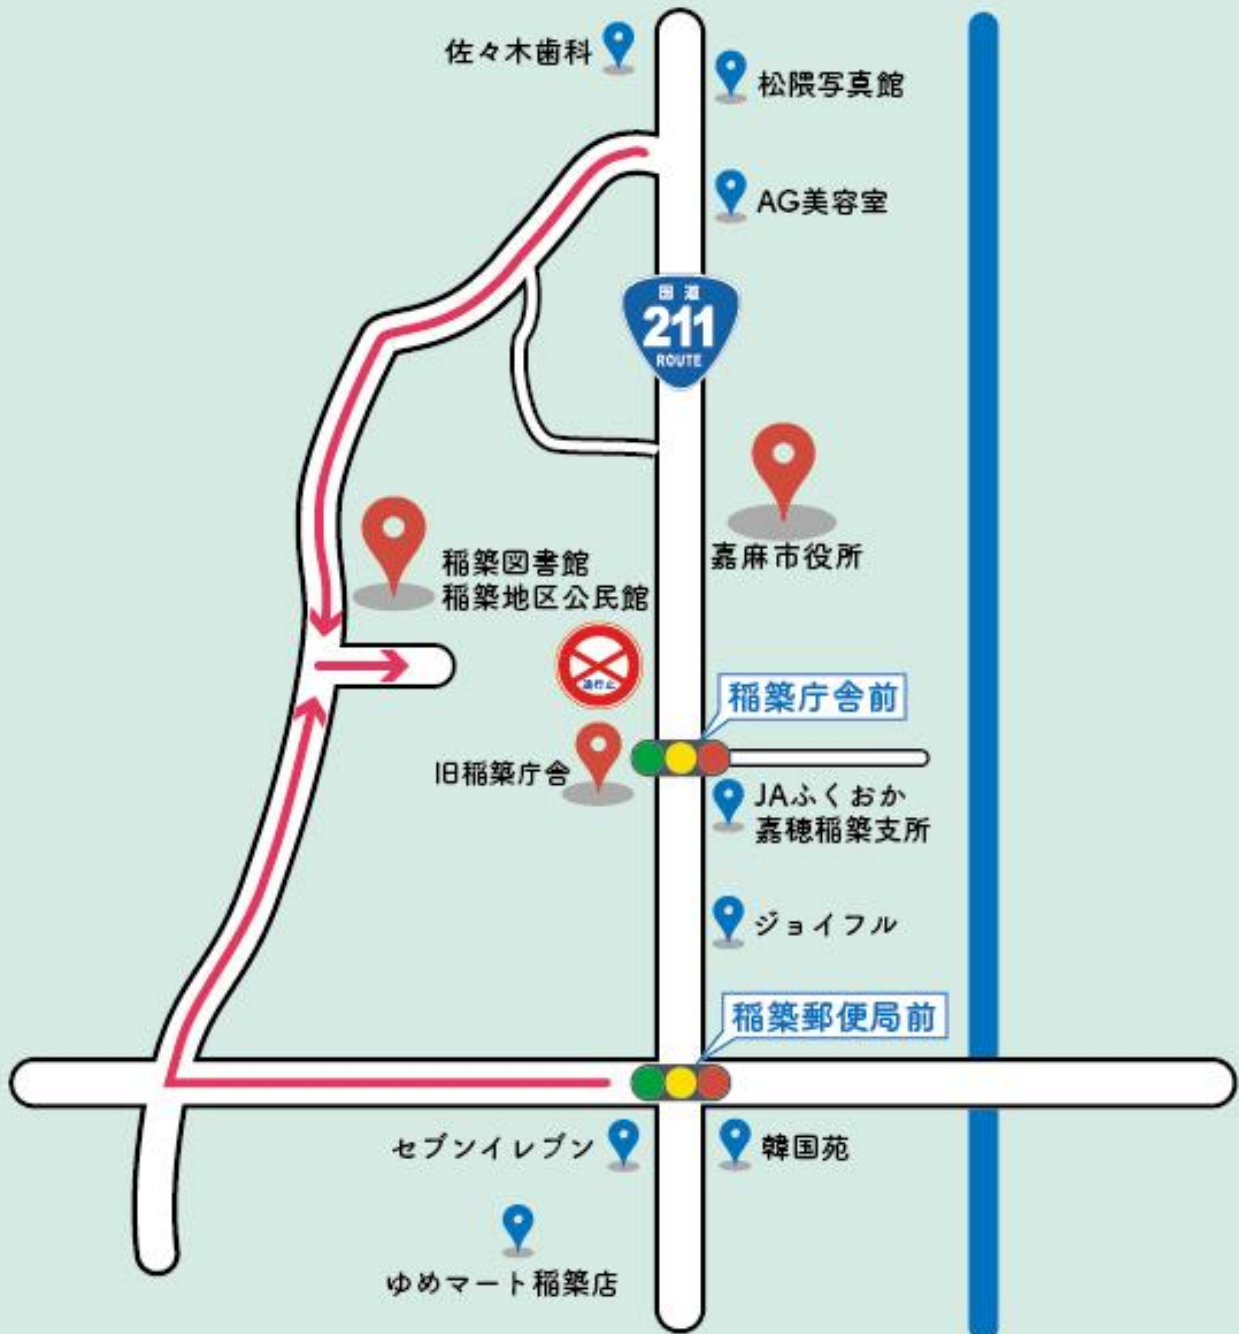 佐々木歯科
松隈写真館
AG美容室
国道
211
ROUTE
嘉麻市役所
稲築図書館
稲築地区公民館
通行止
稲築庁舎前
旧稲築庁舎
JAふくおか
嘉穂稲築支所
ジョイフル
稲築郵便局前
セブンイレブン
韓国苑
ゆめマート稲築店